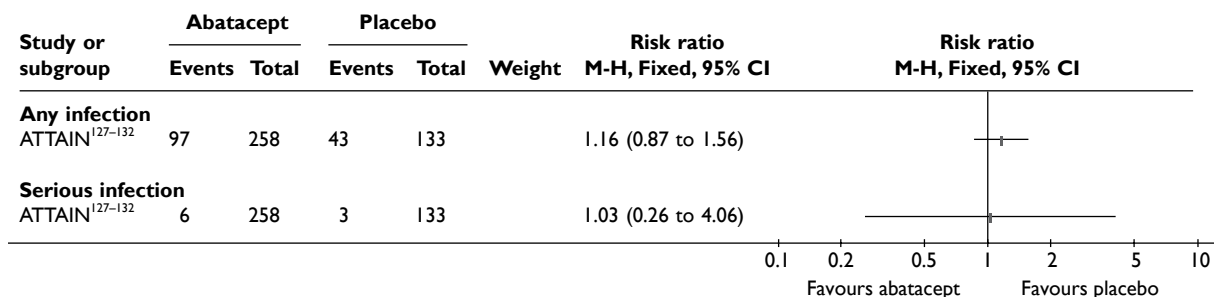 Abatacept Placebo
Study or subgroup Events Total Events Total Weight Risk ratio M-H, Fixed, 95% CI Risk ratio M-H, Fixed, 95% CI
Any infection
ATTAIN127–132 97 258 43 133 1.16 (0.87 to 1.56)
Serious infection
ATTAIN127–132 6 258 3 133 1.03 (0.26 to 4.06)
0.1 0.2 0.5 1 2 5 10
Favours abatacept Favours placebo